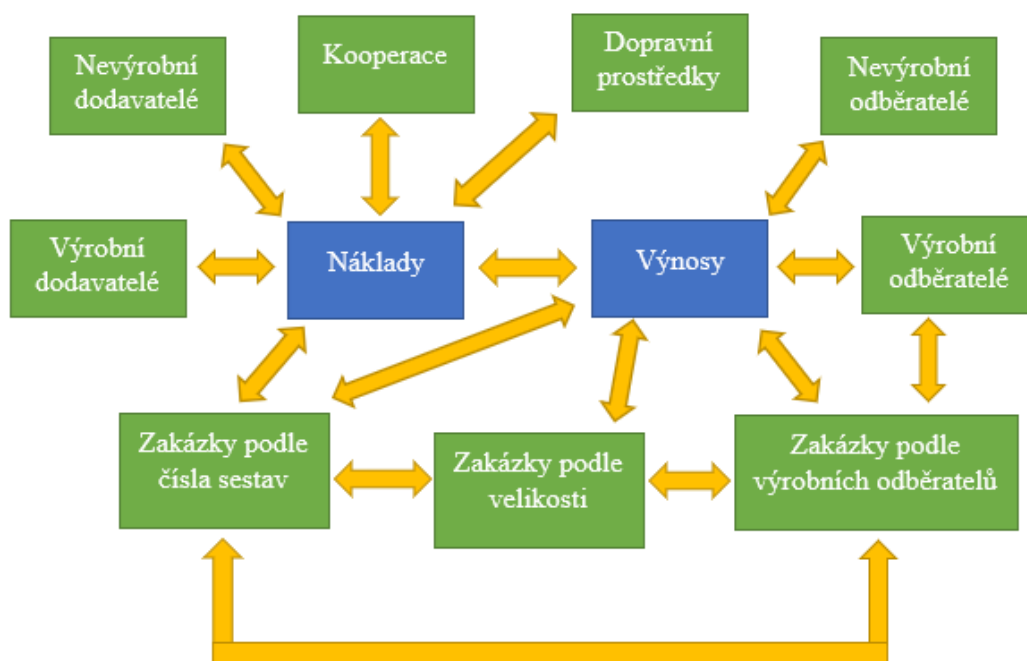 Nevýrobní
dodavatelé
Kooperace
Dopravní
prostředky
Nevýrobní
odběratelé
Výrobní
dodavatelé
Náklady
Výnosy
Výrobní
odběratelé
Zakázky podle
čísla sestav
Zakázky podle
velikosti
Zakázky podle
výrobních odběratelů